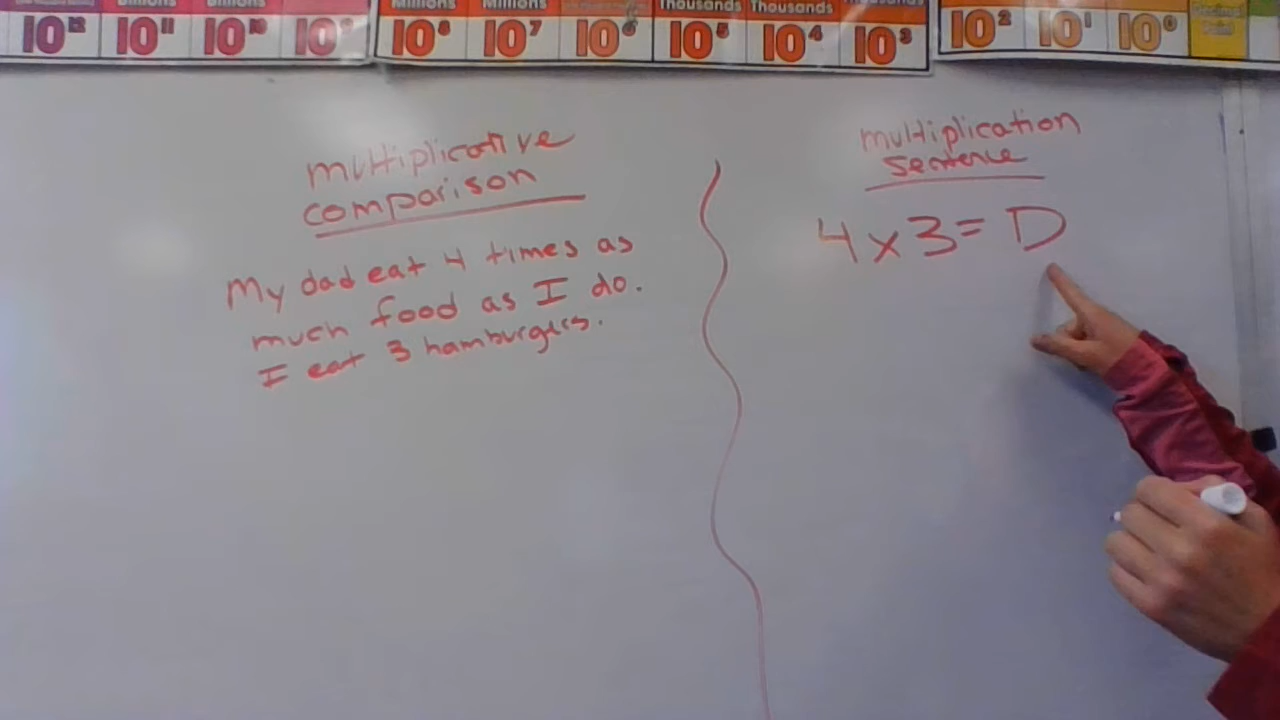 10¹² 10¹¹ 10¹⁰ 10⁹ 10⁸ 10⁷ 10⁶ 10⁵ 10⁴ 10³ 10² 10¹ 10⁰
Millions Millions Thousands Thousands
multiplicative
comparison
My dad eat 4 times as
much food as I do.
I eat 3 hamburgers.
multiplication
sentence
4 x 3 = D